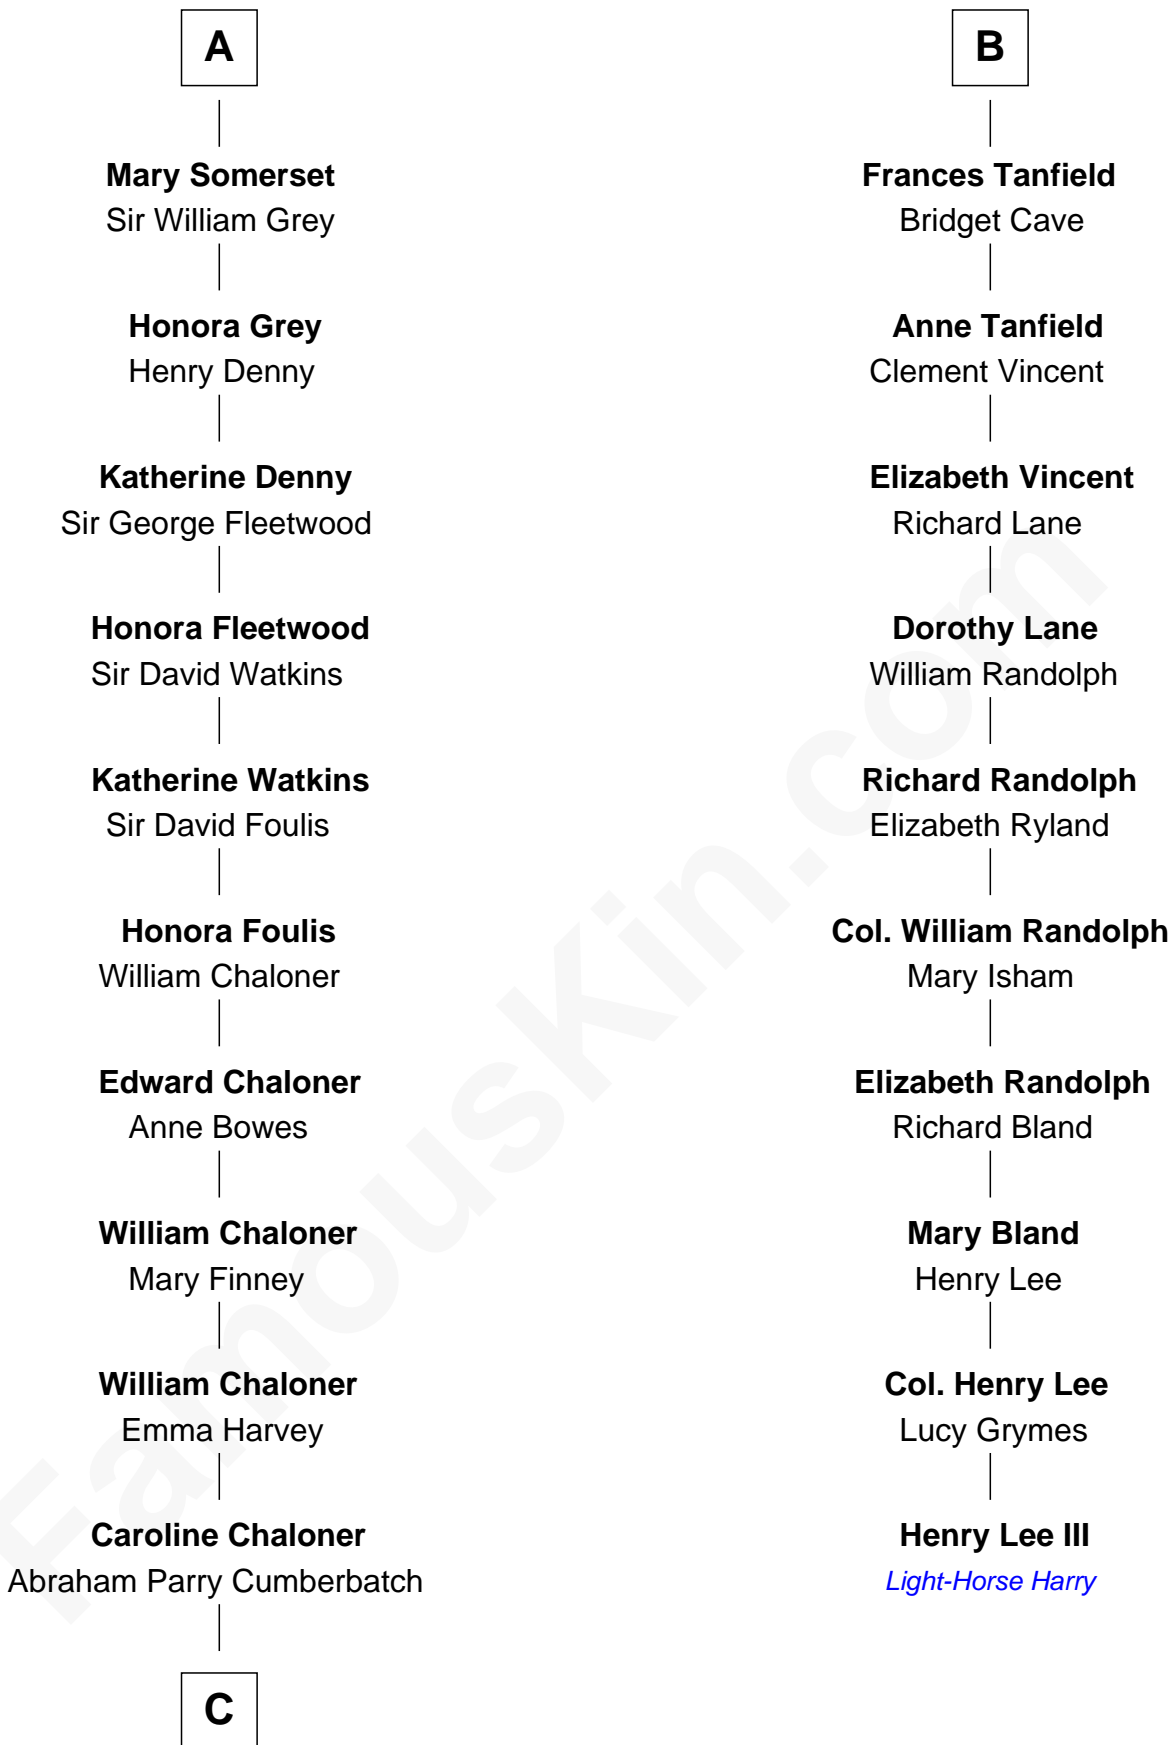 A
Mary Somerset
Sir William Grey
Honora Grey
Henry Denny
Katherine Denny
Sir George Fleetwood
Honora Fleetwood
Sir David Watkins
Katherine Watkins
Sir David Foulis
Honora Foulis
William Chaloner
Edward Chaloner
Anne Bowes
William Chaloner
Mary Finney
William Chaloner
Emma Harvey
Caroline Chaloner
Abraham Parry Cumberbatch
C
B
Frances Tanfield
Bridget Cave
Anne Tanfield
Clement Vincent
Elizabeth Vincent
Richard Lane
Dorothy Lane
William Randolph
Richard Randolph
Elizabeth Ryland
Col. William Randolph
Mary Isham
Elizabeth Randolph
Richard Bland
Mary Bland
Henry Lee
Col. Henry Lee
Lucy Grymes
Henry Lee III
Light-Horse Harry
FamousKin.com